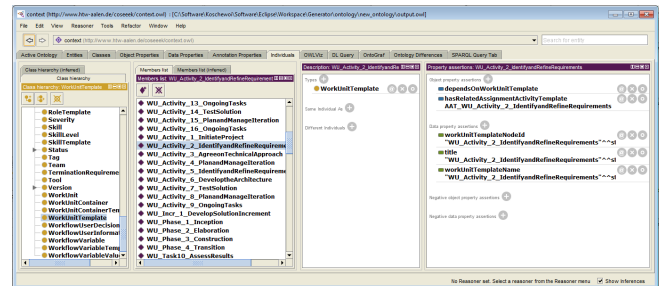 context (http://www.htw-aalen.de/coseeek/context.owl) : [C:\Software\Koschewoi\Software\Eclipse\Workspace\Generator\ontology\new_ontology\output.owl]
File Edit View Reasoner Tools Refactor Window Help
context (http://www.htw-aalen.de/coseeek/context.owl)
Search for entity
Active Ontology Entities Classes Object Properties Data Properties Annotation Properties Individuals OWLViz DL Query OntoGraf Ontology Differences SPARQL Query Tab
Class hierarchy (inferred)
Class hierarchy
Class hierarchy: WorkUnitTemplate
RoleTemplate
Severity
Skill
SkillLevel
SkillTemplate
Status
Tag
Team
TerminationRequireme
Tool
Version
WorkUnit
WorkUnitContainer
WorkUnitContainerTem
WorkUnitTemplate
WorkflowUserDecision
WorkflowUserInformat
WorkflowVariable
WorkflowVariableTemp
WorkflowVariableValu
Members list Members list (inferred)
Members list: WU_Activity_2_IdentifyandRefineRequirement
WU_Activity_13_OngoingTasks
WU_Activity_14_TestSolution
WU_Activity_15_PlanandManageIteration
WU_Activity_16_OngoingTasks
WU_Activity_1_InitiateProject
WU_Activity_2_IdentifyandRefineRequireme
WU_Activity_3_AgreeonTechnicalApproach
WU_Activity_4_PlanandManageIteration
WU_Activity_5_IdentifyandRefineRequireme
WU_Activity_6_DeveloptheArchitecture
WU_Activity_7_TestSolution
WU_Activity_8_PlanandManageIteration
WU_Activity_9_OngoingTasks
WU_Incr_1_DevelopSolutionIncrement
WU_Phase_1_Inception
WU_Phase_2_Elaboration
WU_Phase_3_Construction
WU_Phase_4_Transition
WU_Task10_AssessResults
Description: WU_Activity_2_IdentifyandRe
Types
WorkUnitTemplate
Same Individual As
Different Individuals
Property assertions: WU_Activity_2_IdentifyandRefineRequirements
Object property assertions
dependsOnWorkUnitTemplate
hasRelatedAssignmentActivityTemplate
AAT_WU_Activity_2_IdentifyandRefineRequirements
Data property assertions
workUnitTemplateNodeId
"WU_Activity_2_IdentifyandRefineRequirements"^^st
title
"WU_Activity_2_IdentifyandRefineRequirements"^^st
workUnitTemplateName
"WU_Activity_2_IdentifyandRefineRequirements"^^st
Negative object property assertions
Negative data property assertions
No Reasoner set. Select a reasoner from the Reasoner menu Show Inferences